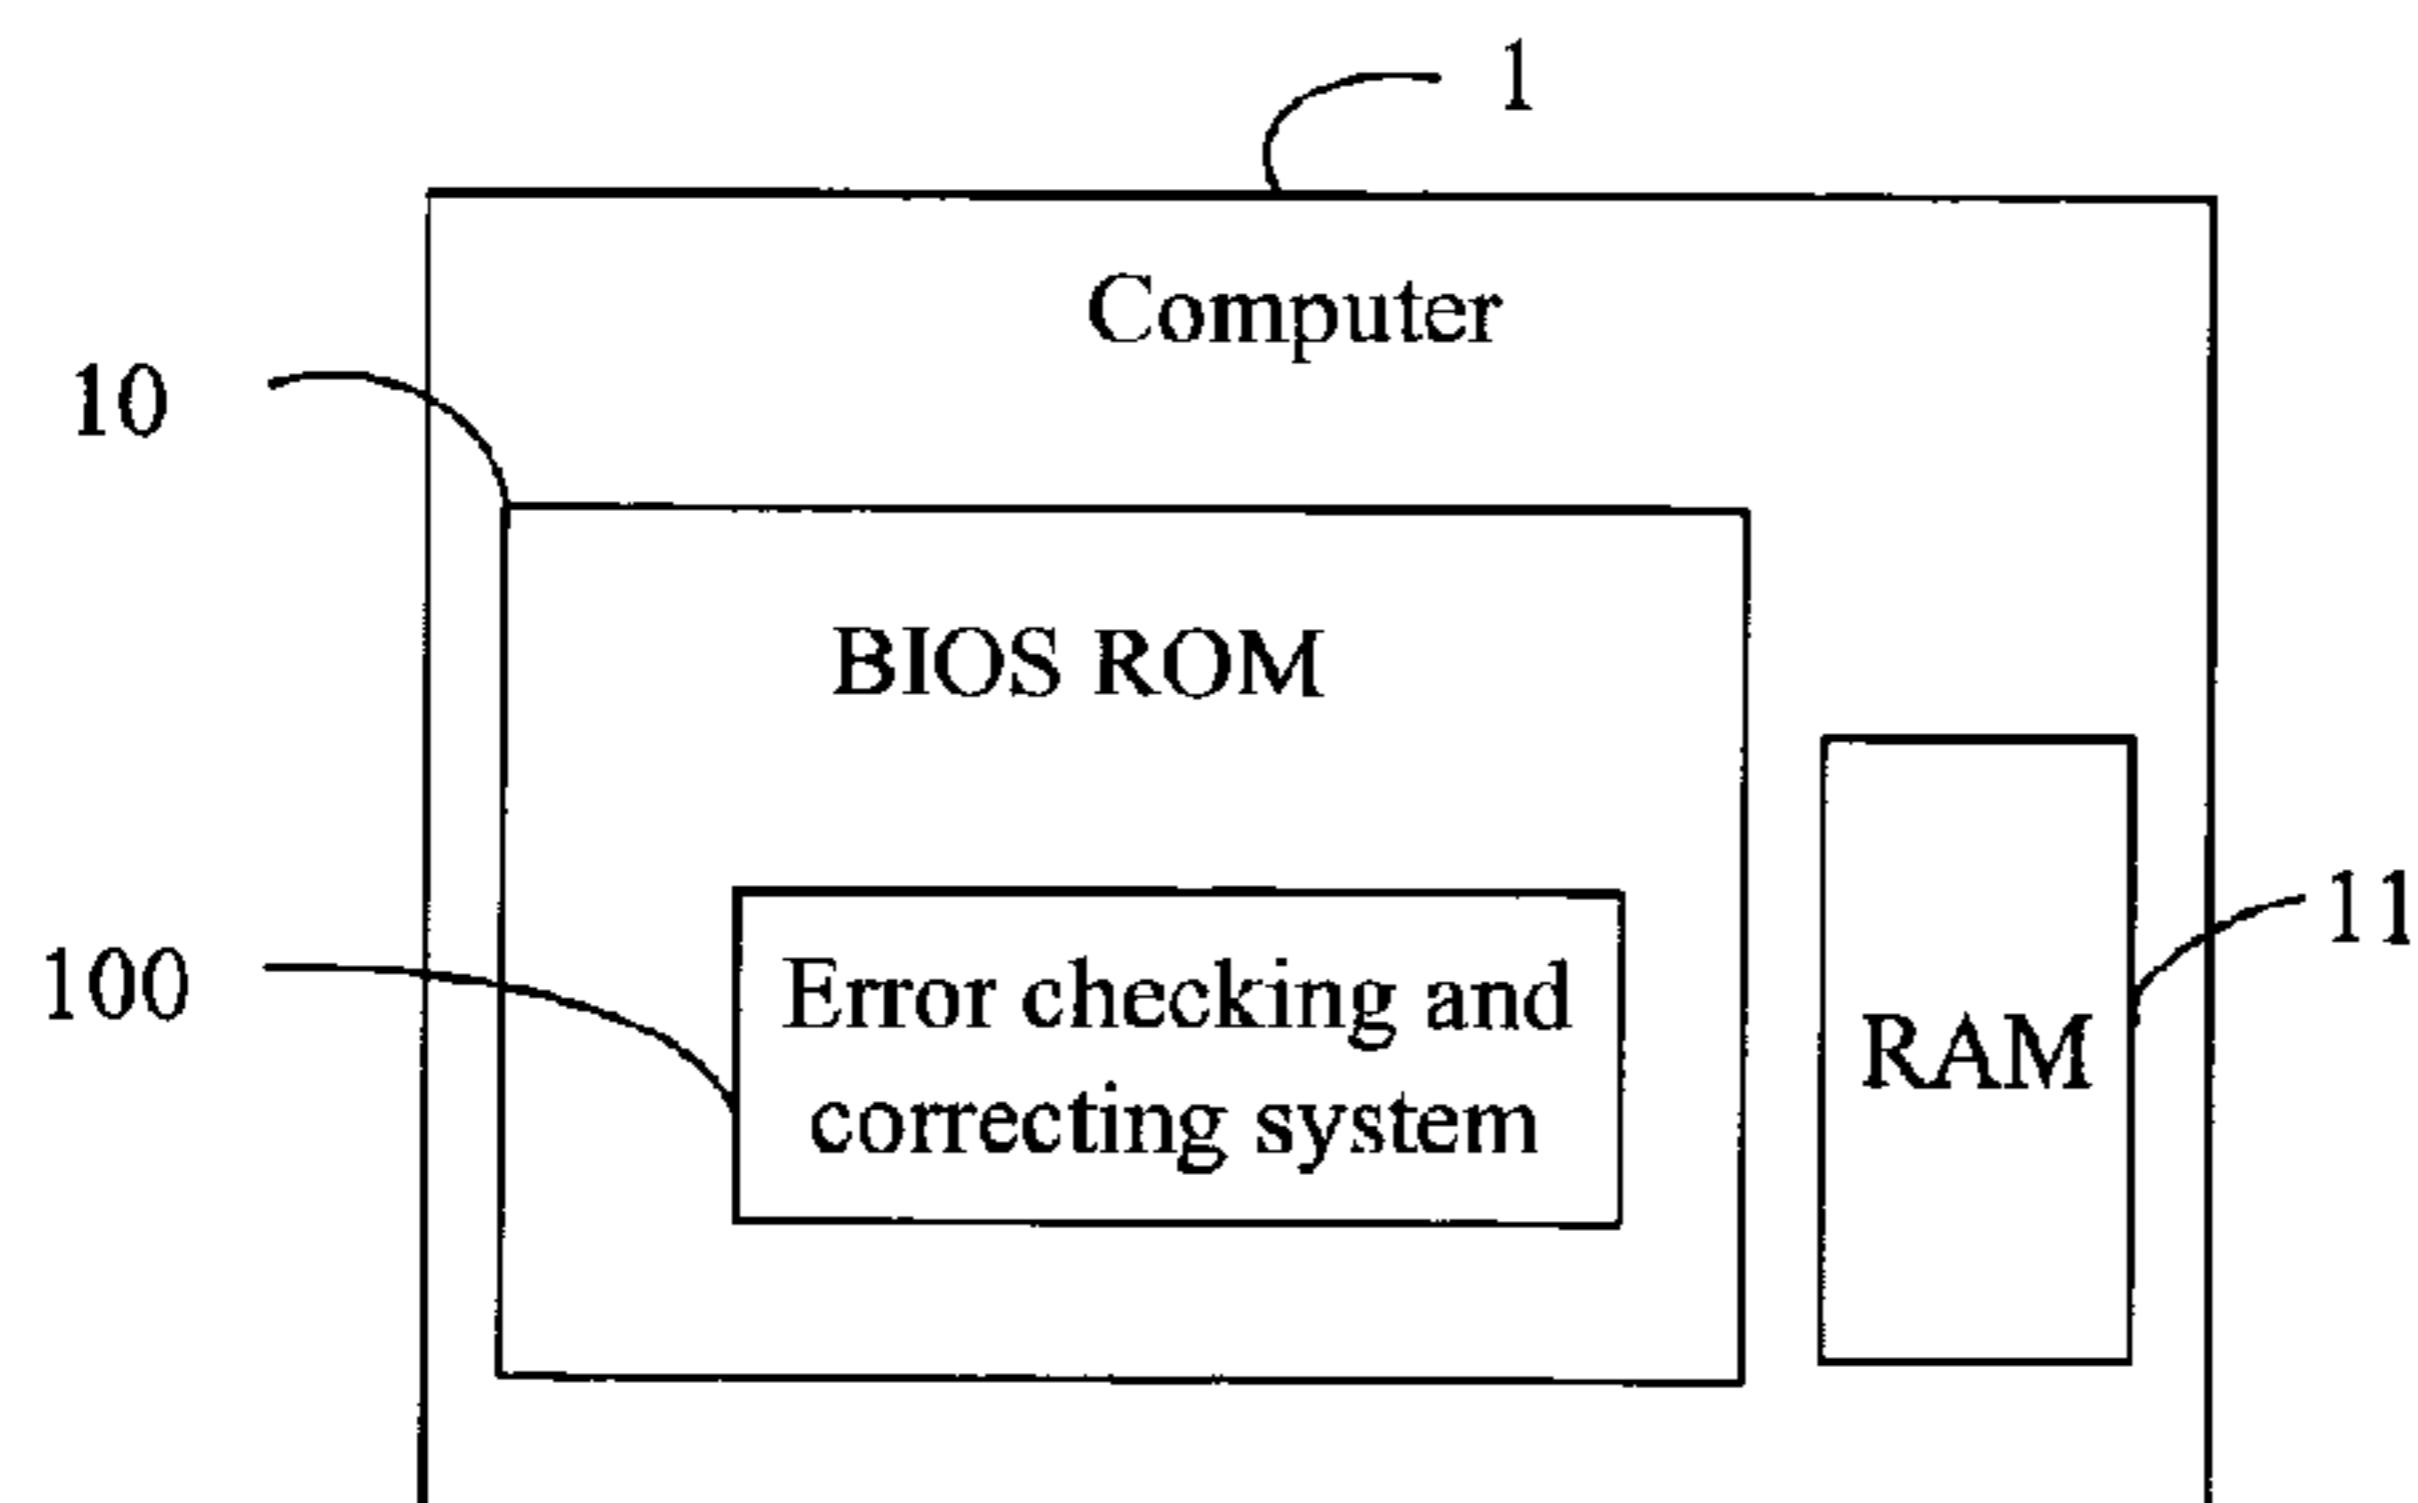 1
Computer
10
BIOS ROM
11
100
Error checking and
RAM
correcting system